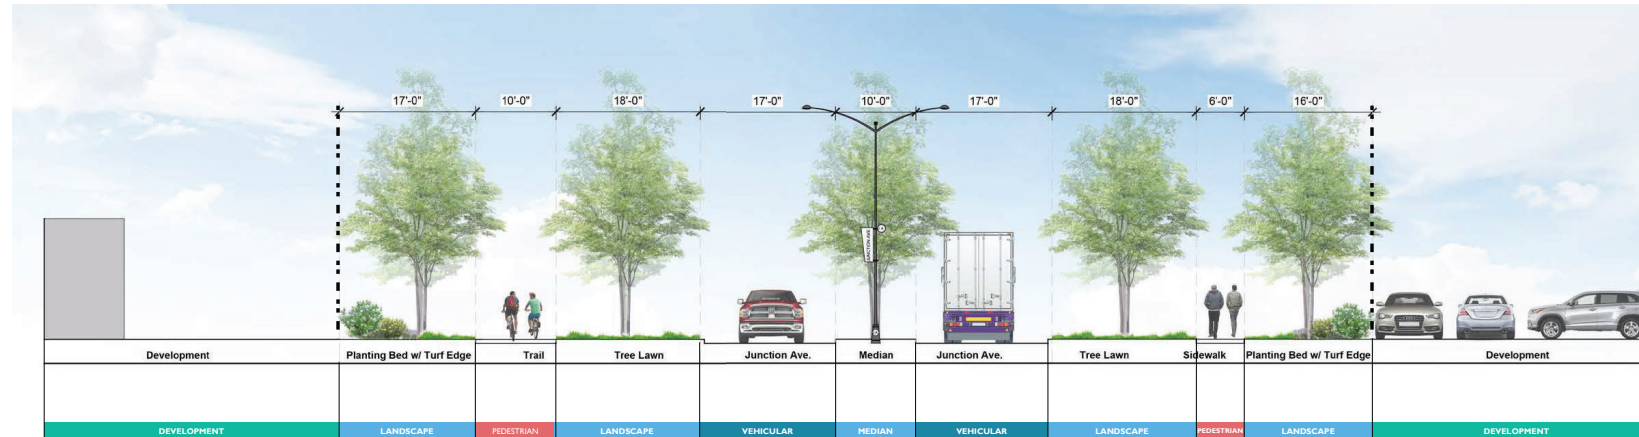 17'-0" 10'-0" 18'-0" 17'-0" 10'-0" 17'-0" 18'-0" 6'-0" 16'-0"
JUNCTION AVE
Development Planting Bed w/ Turf Edge Trail Tree Lawn Junction Ave. Median Junction Ave. Tree Lawn Sidewalk Planting Bed w/ Turf Edge Development
DEVELOPMENT LANDSCAPE PEDESTRIAN LANDSCAPE VEHICULAR MEDIAN VEHICULAR LANDSCAPE PEDESTRIAN LANDSCAPE DEVELOPMENT